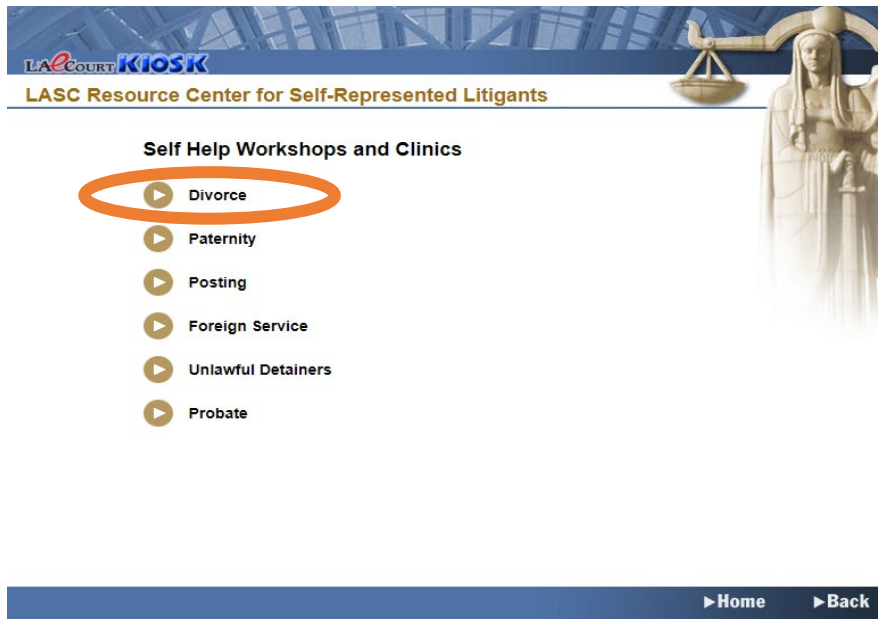 LAeCOURT KIOSK
LASC Resource Center for Self-Represented Litigants
Self Help Workshops and Clinics
Divorce
Paternity
Posting
Foreign Service
Unlawful Detainers
Probate
Home Back